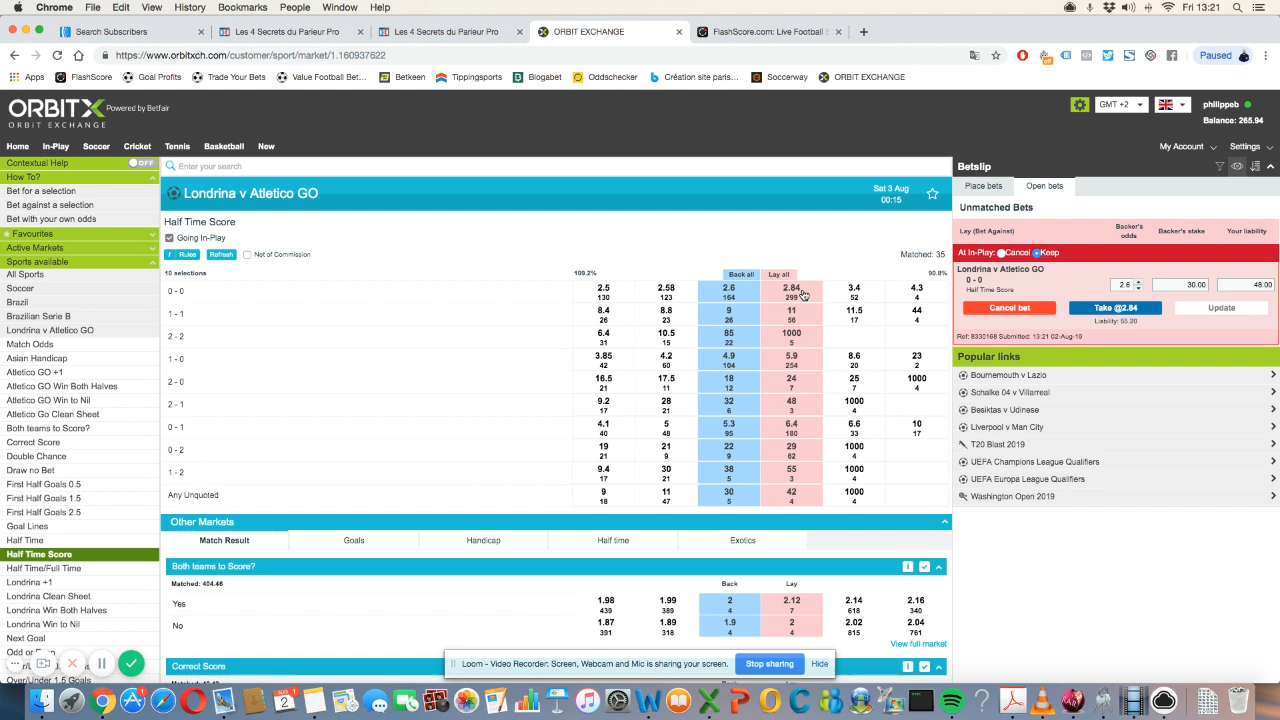 Chrome File Edit View History Bookmarks People Window Help Fri 13:21
Search Subscribers Les 4 Secrets du Parieur Pro Les 4 Secrets du Parieur Pro ORBIT EXCHANGE FlashScore.com: Live Football S
https://www.orbitxch.com/customer/sport/market/1.160937622 Paused
Apps FlashScore Goal Profits Trade Your Bets Value Football Bet... Betkeen Tippingsports Blogabet Oddschecker Création site paris... Soccerway ORBIT EXCHANGE
ORBITX Powered by Betfair
ORBIT EXCHANGE
GMT +2
philippeb
Balance: 265.94
Home In-Play Soccer Cricket Tennis Basketball New
My Account Settings
Contextual Help OFF
How To?
Bet for a selection
Bet against a selection
Bet with your own odds
Favourites
Active Markets
Sports available
All Sports
Soccer
Brazil
Brazilian Serie B
Londrina v Atletico GO
Match Odds
Asian Handicap
Atletico GO +1
Atletico GO Win Both Halves
Atletico GO Win to Nil
Atletico Go Clean Sheet
Both teams to Score?
Correct Score
Double Chance
Draw no Bet
First Half Goals 0.5
First Half Goals 1.5
First Half Goals 2.5
Goal Lines
Half Time
Half Time Score
Half Time/Full Time
Londrina +1
Londrina Clean Sheet
Londrina Win Both Halves
Londrina Win to Nil
Next Goal
Odd or
Over/Under 1.5 Goals
Enter your search
Londrina v Atletico GO
Sat 3 Aug
00:15
Half Time Score
Going In-Play
i Rules Refresh Net of Commission Matched: 35
10 selections 109.2% Back all Lay all 90.8%
0 - 0 2.5 2.58 2.6 2.84 3.4 4.3
130 123 164 299 52 4
1 - 1 8.4 8.8 9 11 11.5 44
26 23 26 56 17 4
2 - 2 6.4 10.5 85 1000
31 15 22 5
1 - 0 3.85 4.2 4.9 5.9 8.6 23
42 60 104 254 20 2
2 - 0 16.5 17.5 18 24 25 1000
21 11 12 7 7 4
2 - 1 9.2 28 32 48 1000
17 21 6 3 4
0 - 1 4.1 5 5.3 6.4 6.6 10
40 48 95 180 33 17
0 - 2 19 21 22 29 1000
21 9 9 62 4
1 - 2 9.4 30 38 55 1000
17 21 5 3 4
Any Unquoted 9 11 30 42 1000
18 47 5 4 4
Other Markets
Match Result Goals Handicap Half time Exotics
Both teams to Score?
Matched: 404.46 Back Lay
Yes 1.98 1.99 2 2.12 2.14 2.16
439 389 4 7 618 340
No 1.87 1.89 1.9 2 2.02 2.04
391 318 4 4 815 761
View full market
Correct Score
Loom - Video Recorder: Screen, Webcam and Mic is sharing your screen. Stop sharing Hide
Betslip
Place bets Open bets
Unmatched Bets
Lay (Bet Against) Backer's odds Backer's stake Your liability
At In-Play: Cancel Keep
Londrina v Atletico GO
0 - 0
Half Time Score
2.6 30.00 48.00
Cancel bet Take @2.84 Update
Liability: 55.20
Ref: 8330168 Submitted: 13:21 02-Aug-19
Popular links
Bournemouth v Lazio
Schalke 04 v Villarreal
Besiktas v Udinese
Liverpool v Man City
T20 Blast 2019
UEFA Champions League Qualifiers
UEFA Europa League Qualifiers
Washington Open 2019